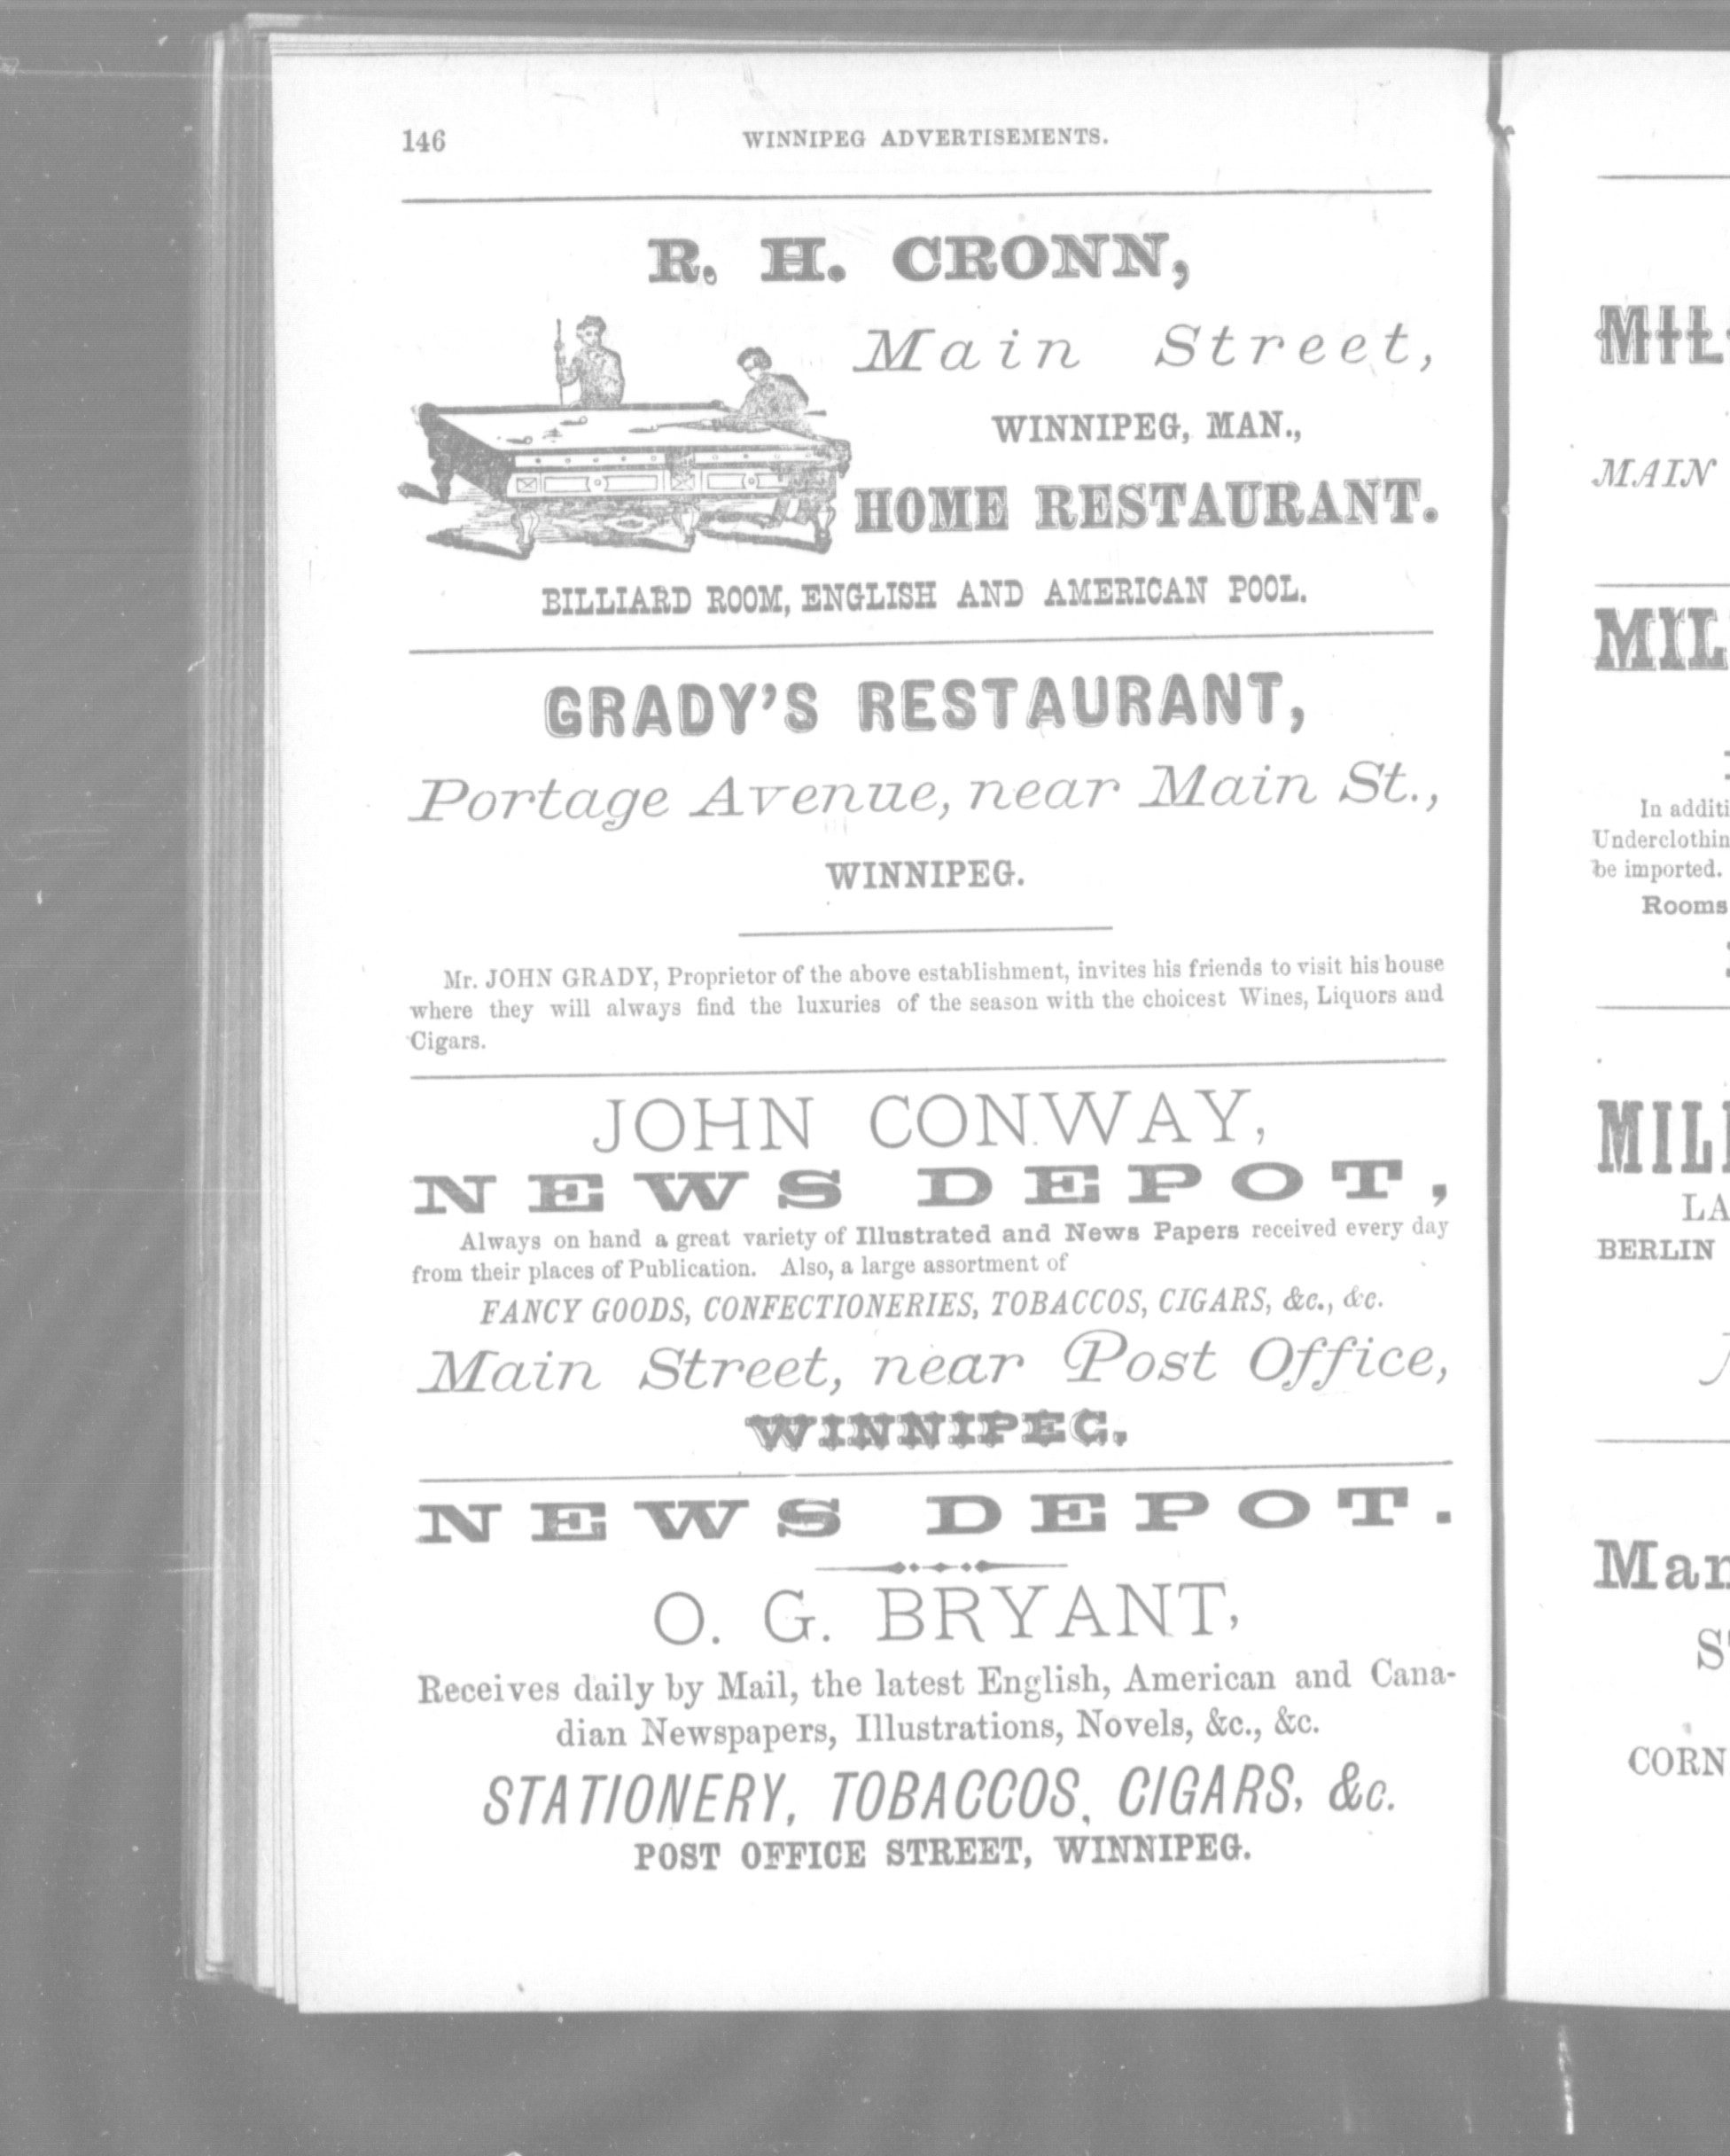 146
WINNIPEG ADVERTISEMENTS.
R. H. CRONN,
Main Street,
WINNIPEG, MAN.,
HOME RESTAURANT.
BILLIARD ROOM, ENGLISH AND AMERICAN POOL.
GRADY'S RESTAURANT,
Portage Avenue, near Main St.,
WINNIPEG.
Mr. JOHN GRADY, Proprietor of the above establishment, invites his friends to visit his house
where they will always find the luxuries of the season with the choicest Wines, Liquors and
Cigars.
JOHN CONWAY,
NEWS DEPOT,
Always on hand a great variety of Illustrated and News Papers received every day
from their places of Publication. Also, a large assortment of
FANCY GOODS, CONFECTIONERIES, TOBACCOS, CIGARS, &c., &c.
Main Street, near Post Office,
WINNIPEG.
NEWS DEPOT.
O. G. BRYANT,
Receives daily by Mail, the latest English, American and Cana-
dian Newspapers, Illustrations, Novels, &c., &c.
STATIONERY, TOBACCOS, CIGARS, &c.
POST OFFICE STREET, WINNIPEG.
MAIN
In additi
Underclothin
be imported.
Rooms
LA
BERLIN
Man
CORN